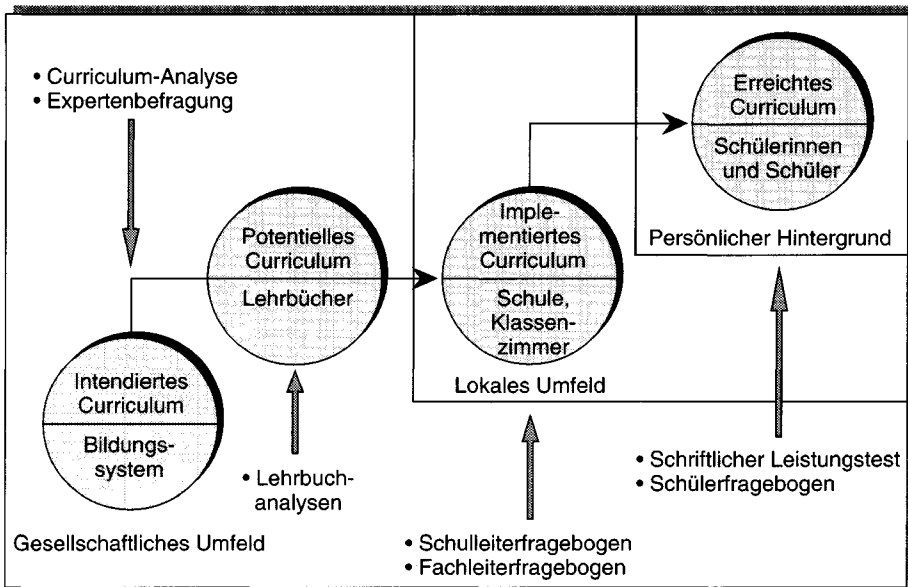 • Curriculum-Analyse
• Expertenbefragung
Erreichtes
Curriculum
Schülerinnen
und Schüler
Persönlicher Hintergrund
Potentielles
Curriculum
Lehrbücher
Imple-
mentiertes
Curriculum
Schule,
Klassen-
zimmer
Lokales Umfeld
Intendiertes
Curriculum
Bildungs-
system
• Lehrbuch-
analysen
• Schriftlicher Leistungstest
• Schülerfragebogen
Gesellschaftliches Umfeld
• Schulleiterfragebogen
• Fachleiterfragebogen